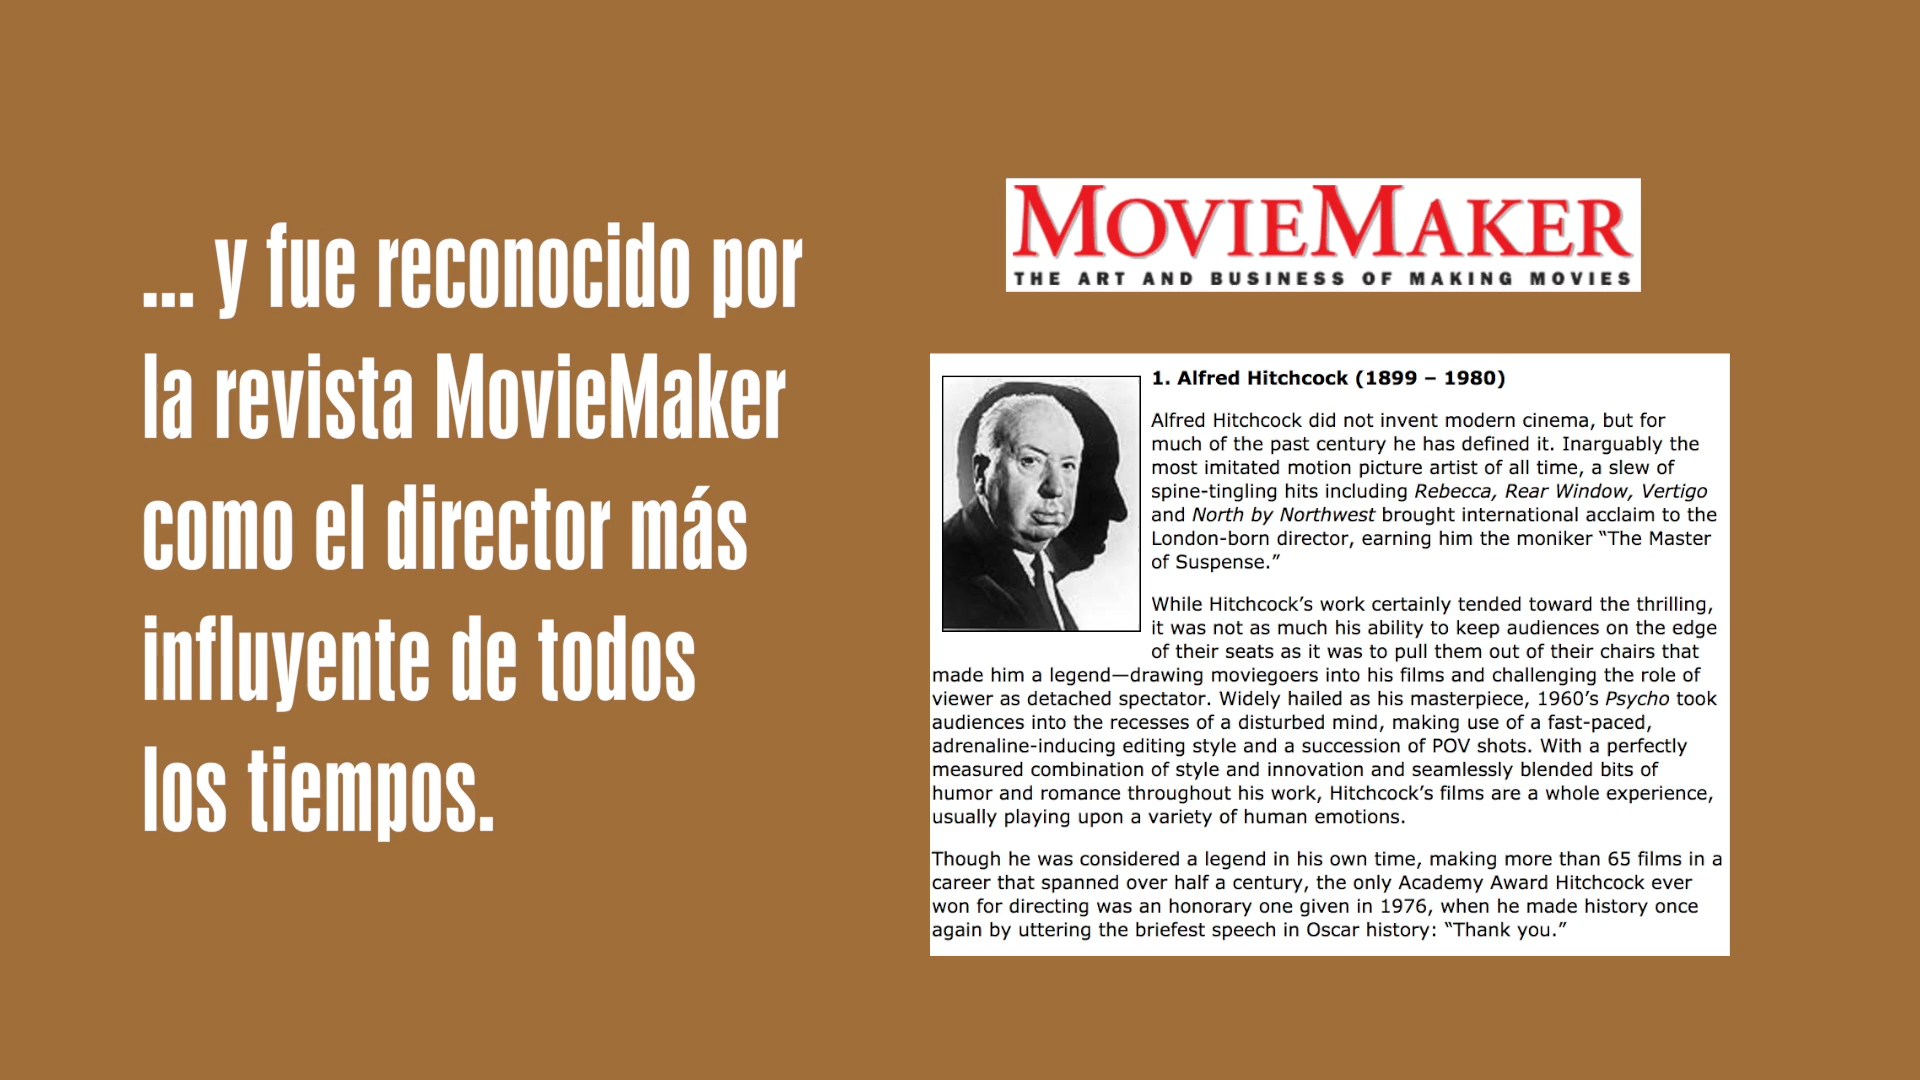 ... y fue reconocido por
la revista MovieMaker
como el director más
influyente de todos
los tiempos.
MOVIEMAKER
THE ART AND BUSINESS OF MAKING MOVIES
1. Alfred Hitchcock (1899 – 1980)
Alfred Hitchcock did not invent modern cinema, but for
much of the past century he has defined it. Inarguably the
most imitated motion picture artist of all time, a slew of
spine-tingling hits including Rebecca, Rear Window, Vertigo
and North by Northwest brought international acclaim to the
London-born director, earning him the moniker “The Master
of Suspense.”
While Hitchcock’s work certainly tended toward the thrilling,
it was not as much his ability to keep audiences on the edge
of their seats as it was to pull them out of their chairs that
made him a legend—drawing moviegoers into his films and challenging the role of
viewer as detached spectator. Widely hailed as his masterpiece, 1960’s Psycho took
audiences into the recesses of a disturbed mind, making use of a fast-paced,
adrenaline-inducing editing style and a succession of POV shots. With a perfectly
measured combination of style and innovation and seamlessly blended bits of
humor and romance throughout his work, Hitchcock’s films are a whole experience,
usually playing upon a variety of human emotions.
Though he was considered a legend in his own time, making more than 65 films in a
career that spanned over half a century, the only Academy Award Hitchcock ever
won for directing was an honorary one given in 1976, when he made history once
again by uttering the briefest speech in Oscar history: “Thank you.”